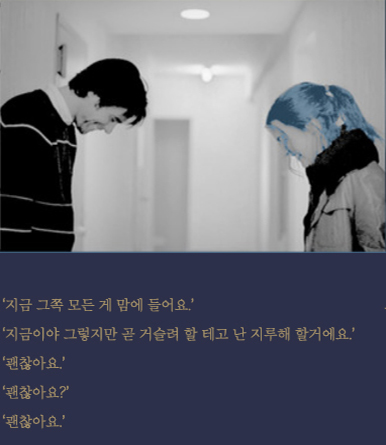 ‘지금 그쪽 모든 게 맘에 들어요.’
‘지금이야 그렇지만 곧 거슬려 할 테고 난 지루해 할거에요.’
‘괜찮아요.’
‘괜찮아요?’
‘괜찮아요.’